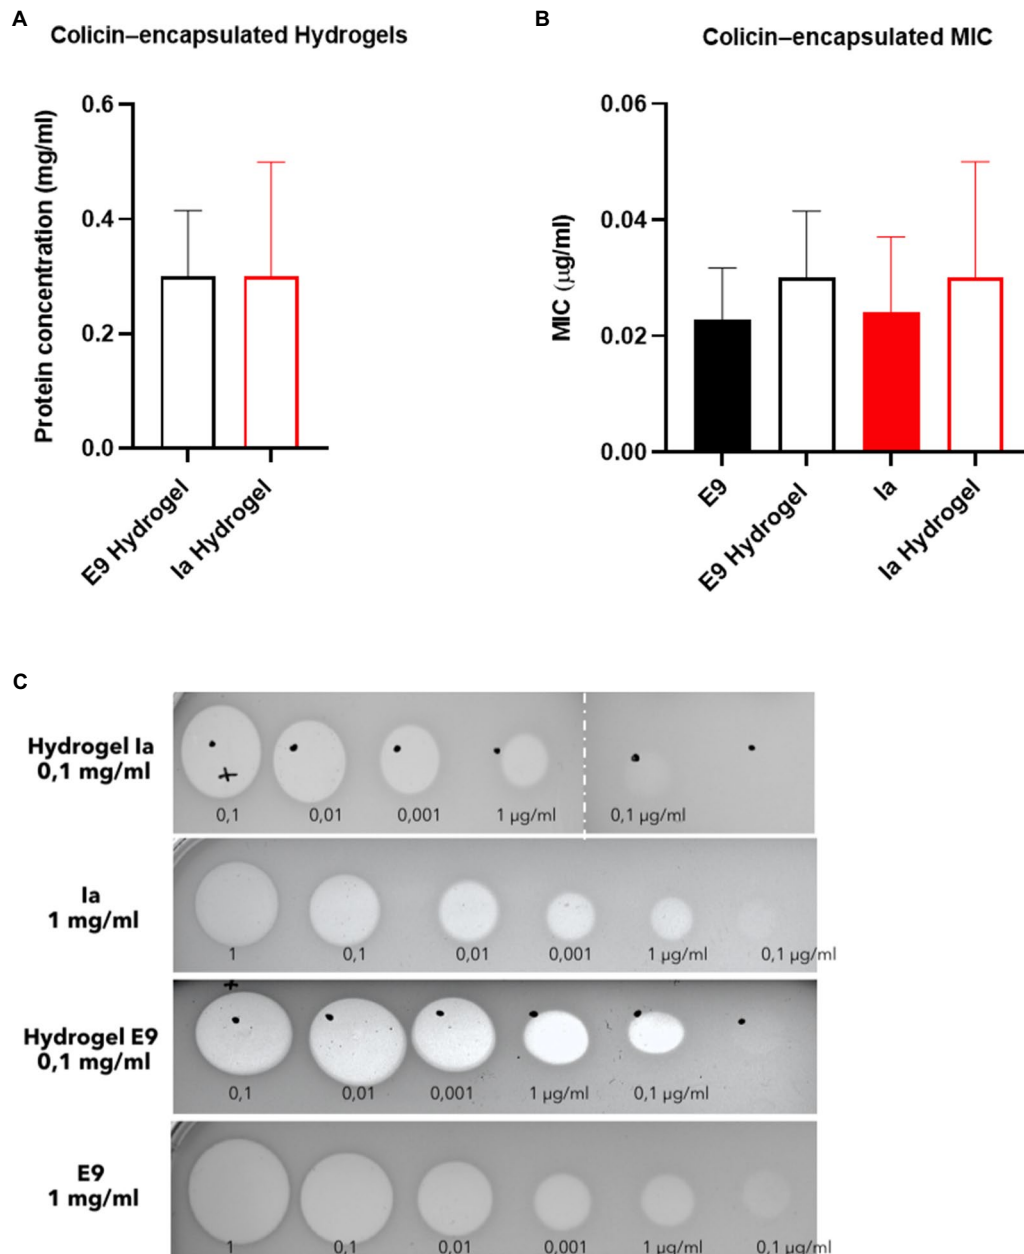 A
Colicin–encapsulated Hydrogels
Protein concentration (mg/ml)
0.6
0.4
0.2
0.0
E9 Hydrogel
Ia Hydrogel
B
Colicin–encapsulated MIC
MIC (µg/ml)
0.06
0.04
0.02
0.00
E9
E9 Hydrogel
Ia
Ia Hydrogel
C
Hydrogel Ia
0,1 mg/ml
+
0,1 0,01 0,001 1 µg/ml 0,1 µg/ml
Ia
1 mg/ml
1 0,1 0,01 0,001 1 µg/ml 0,1 µg/ml
+
Hydrogel E9
0,1 mg/ml
0,1 0,01 0,001 1 µg/ml 0,1 µg/ml
E9
1 mg/ml
1 0,1 0,01 0,001 1 µg/ml 0,1 µg/ml